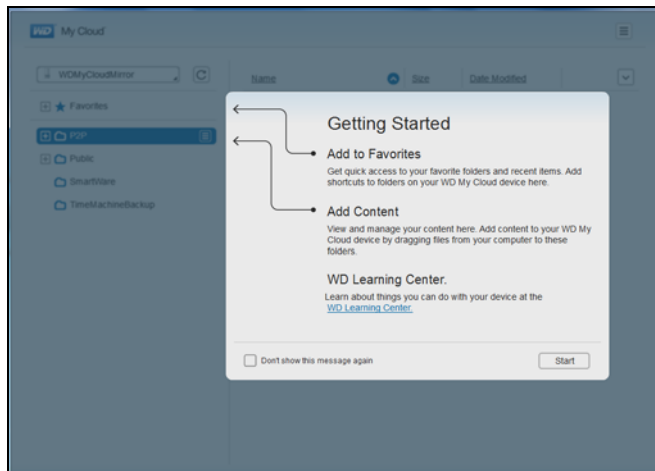 WD My Cloud
WDMyCloudMirror
Name Size Date Modified
Favorites
P2P
Public
SmartWare
TimeMachineBackup
Getting Started
Add to Favorites
Get quick access to your favorite folders and recent items. Add
shortcuts to folders on your WD My Cloud device here.
Add Content
View and manage your content here. Add content to your WD My
Cloud device by dragging files from your computer to these
folders.
WD Learning Center.
Learn about things you can do with your device at the
WD Learning Center.
Don't show this message again
Start